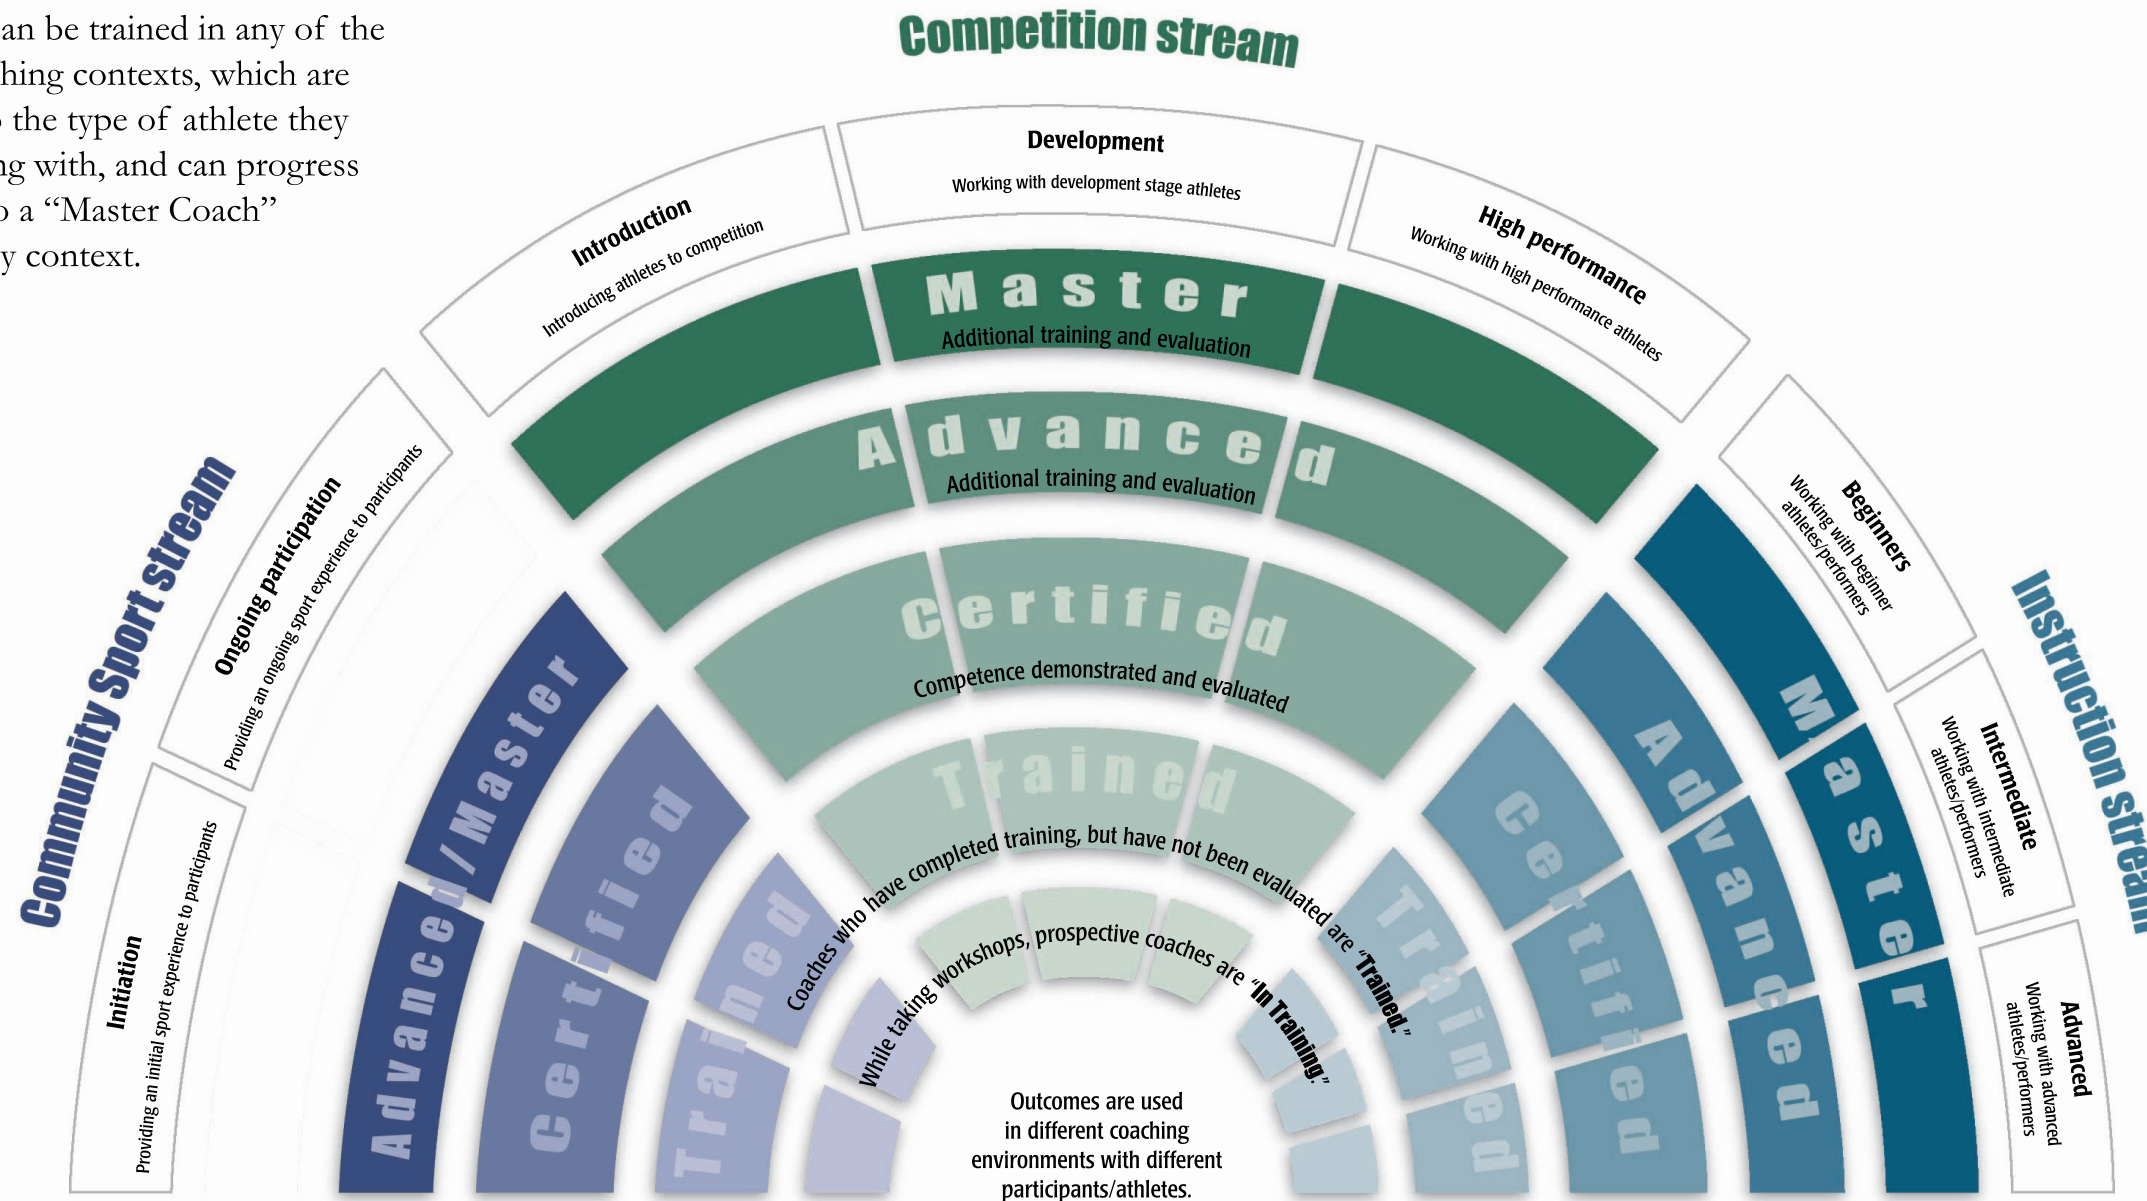 an be trained in any of the
hing contexts, which are
o the type of athlete they
ng with, and can progress
o a “Master Coach”
y context.
Competition stream
Introduction
Introducing athletes to competition
Development
Working with development stage athletes
High performance
Working with high performance athletes
Master
Additional training and evaluation
Advanced
Additional training and evaluation
Certified
Competence demonstrated and evaluated
Trained
Coaches who have completed training, but have not been evaluated are “Trained.”
While taking workshops, prospective coaches are “In Training.”
Outcomes are used
in different coaching
environments with different
participants/athletes.
Community Sport stream
Ongoing participation
Providing an ongoing sport experience to participants
Initiation
Providing an initial sport experience to participants
Advanced/Master
Certified
Trained
Instruction stream
Beginners
Working with beginner
athletes/performers
Intermediate
Working with intermediate
athletes/performers
Advanced
Working with advanced
athletes/performers
Master
Advanced
Certified
Trained